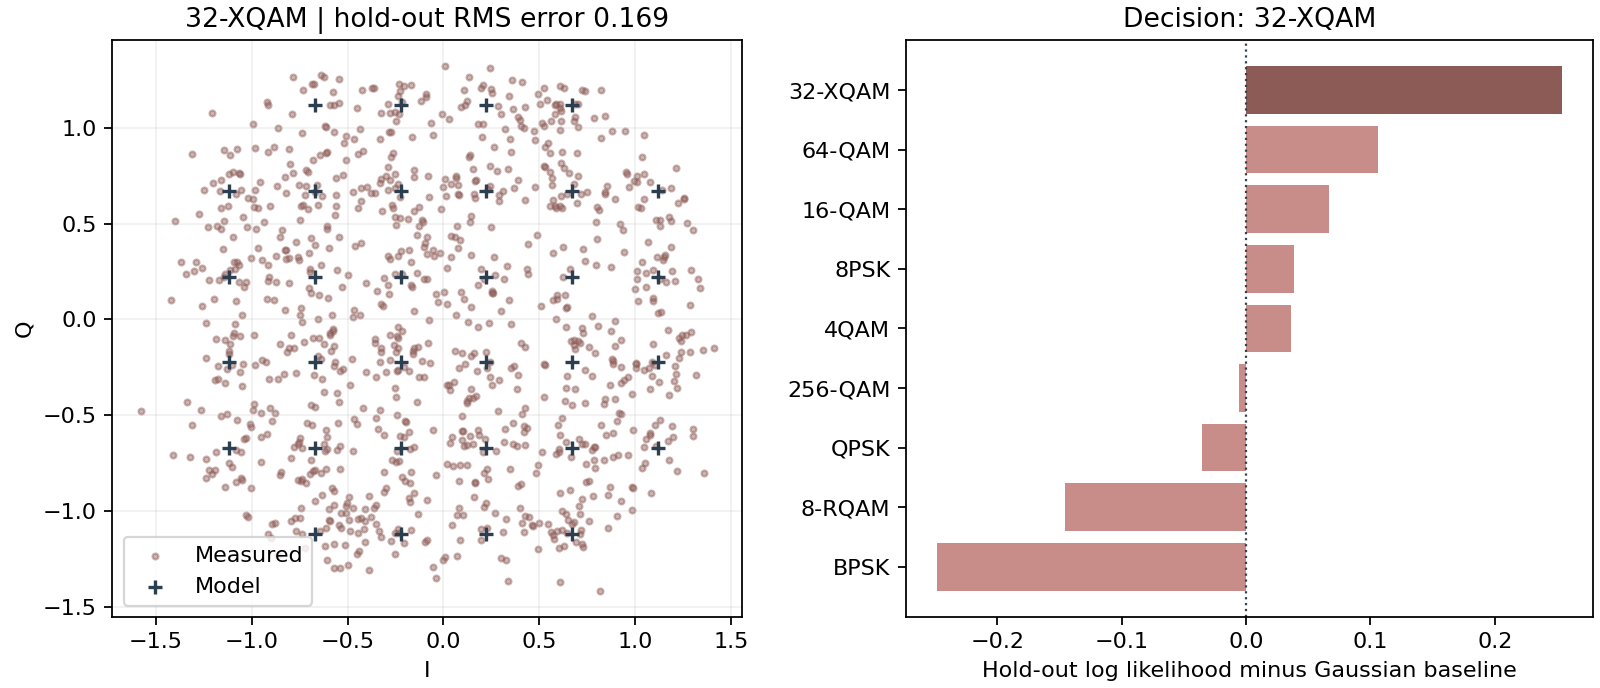 32-XQAM | hold-out RMS error 0.169
1.0
0.5
0.0
−0.5
−1.0
−1.5
Q
−1.5 −1.0 −0.5 0.0 0.5 1.0 1.5
I
Measured
Model
Decision: 32-XQAM
32-XQAM
64-QAM
16-QAM
8PSK
4QAM
256-QAM
QPSK
8-RQAM
BPSK
−0.2 −0.1 0.0 0.1 0.2
Hold-out log likelihood minus Gaussian baseline